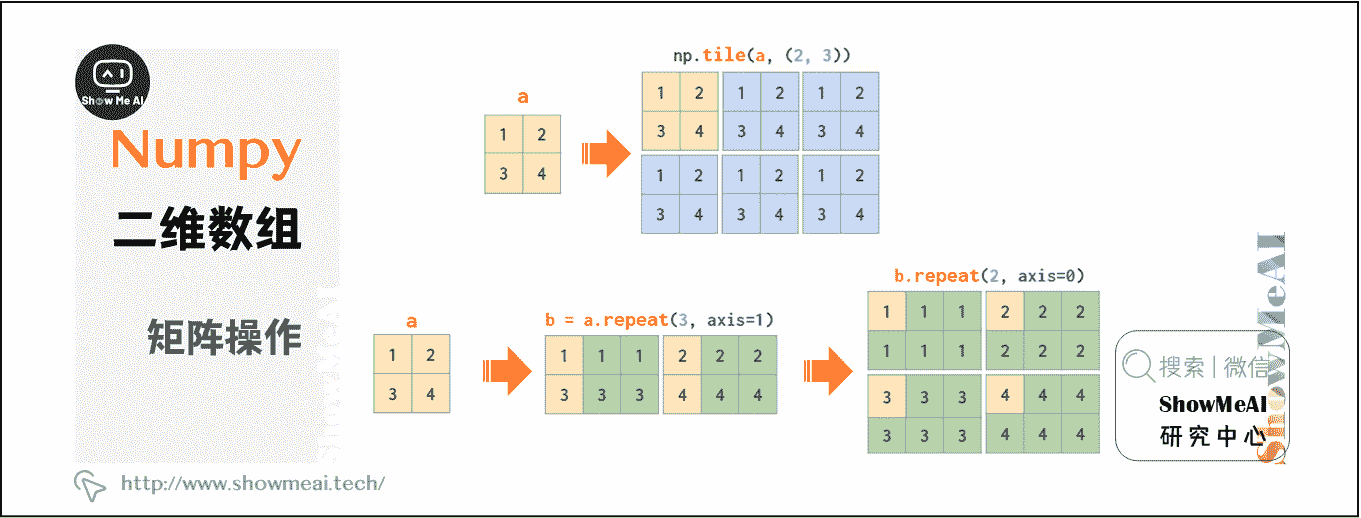 Show Me AI
Numpy
二维数组
矩阵操作
http://www.showmeai.tech/
np.tile(a, (2, 3))
a
1 2
3 4
1 2 1 2 1 2
3 4 3 4 3 4
1 2 1 2 1 2
3 4 3 4 3 4
a
1 2
3 4
b = a.repeat(3, axis=1)
1 1 1 2 2 2
3 3 3 4 4 4
b.repeat(2, axis=0)
1 1 1 2 2 2
1 1 1 2 2 2
3 3 3 4 4 4
3 3 3 4 4 4
搜索 | 微信
ShowMeAI
研究中心
ShowMeAI